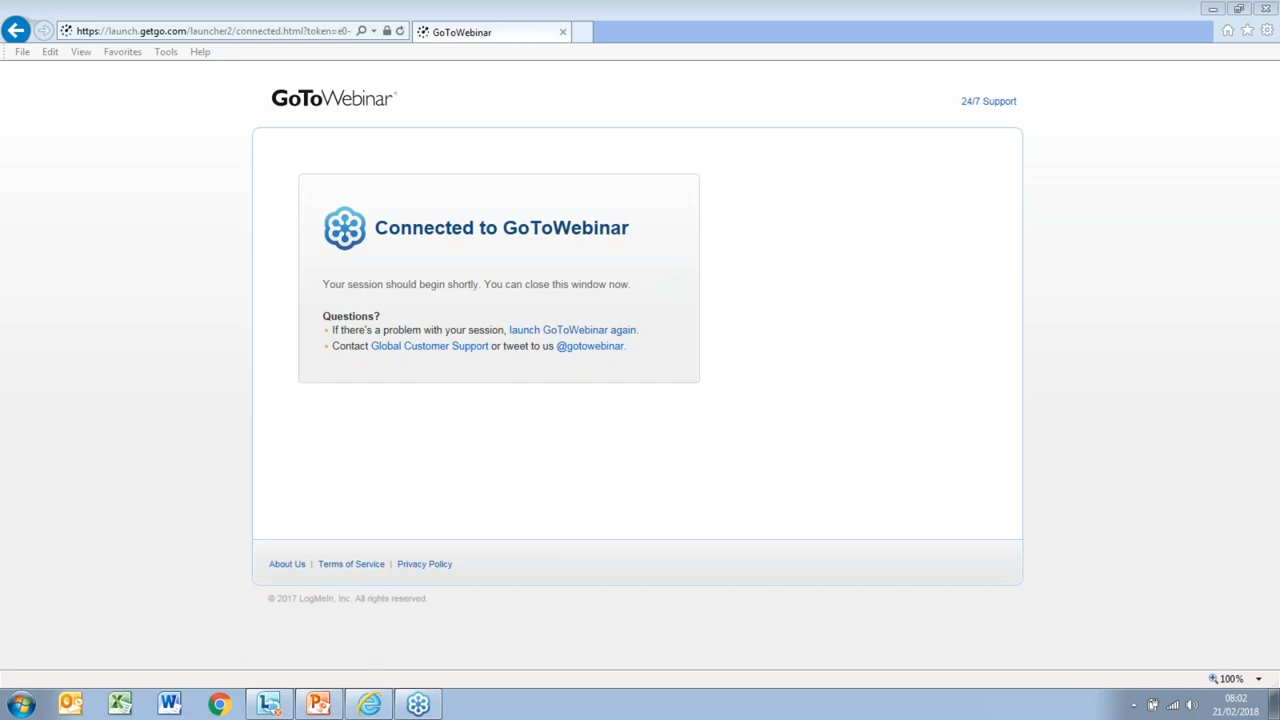 https://launch.getgo.com/launcher2/connected.html?token=e0-
GoToWebinar
File Edit View Favorites Tools Help
GoToWebinar
24/7 Support
Connected to GoToWebinar
Your session should begin shortly. You can close this window now.
Questions?
If there's a problem with your session, launch GoToWebinar again.
Contact Global Customer Support or tweet to us @gotowebinar.
About Us | Terms of Service | Privacy Policy
© 2017 LogMeIn, Inc. All rights reserved.
100%
08:02
21/02/2018